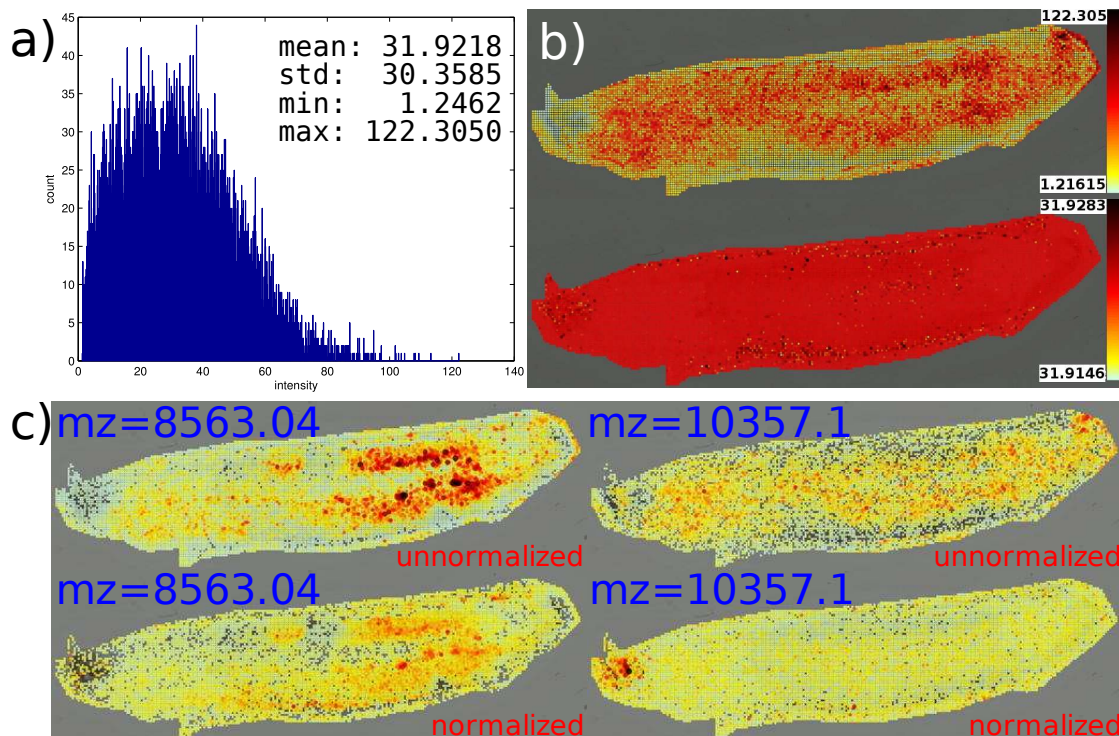 a)
mean: 31.9218
std: 30.3585
min: 1.2462
max: 122.3050
45
40
35
30
25
20
15
10
5
0
count
0 20 40 60 80 100 120 140
intensity
b)
122.305
1.21615
31.9283
31.9146
c)
mz=8563.04
unnormalized
mz=10357.1
unnormalized
mz=8563.04
normalized
mz=10357.1
normalized